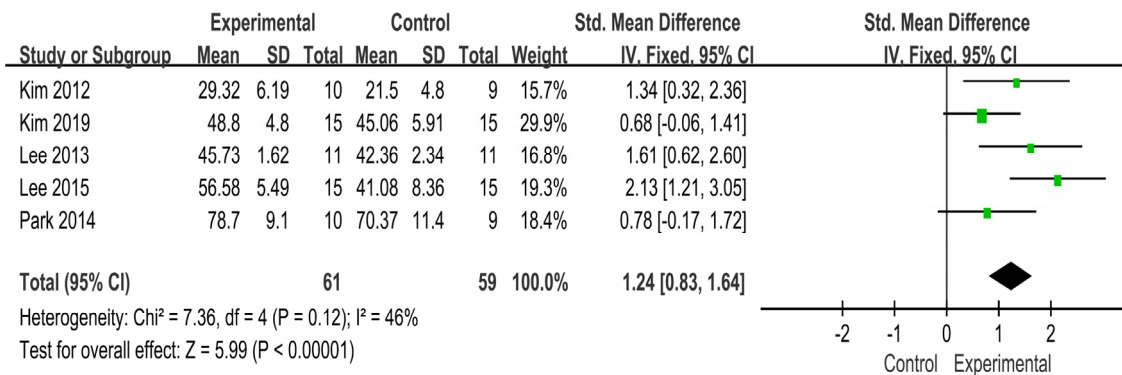 Experimental Control Std. Mean Difference Std. Mean Difference
Study or Subgroup Mean SD Total Mean SD Total Weight IV, Fixed, 95% CI IV, Fixed, 95% CI
Kim 2012 29.32 6.19 10 21.5 4.8 9 15.7% 1.34 [0.32, 2.36]
Kim 2019 48.8 4.8 15 45.06 5.91 15 29.9% 0.68 [-0.06, 1.41]
Lee 2013 45.73 1.62 11 42.36 2.34 11 16.8% 1.61 [0.62, 2.60]
Lee 2015 56.58 5.49 15 41.08 8.36 15 19.3% 2.13 [1.21, 3.05]
Park 2014 78.7 9.1 10 70.37 11.4 9 18.4% 0.78 [-0.17, 1.72]
Total (95% CI) 61 59 100.0% 1.24 [0.83, 1.64]
Heterogeneity: Chi² = 7.36, df = 4 (P = 0.12); I² = 46%
Test for overall effect: Z = 5.99 (P < 0.00001)
-2 -1 0 1 2
Control Experimental